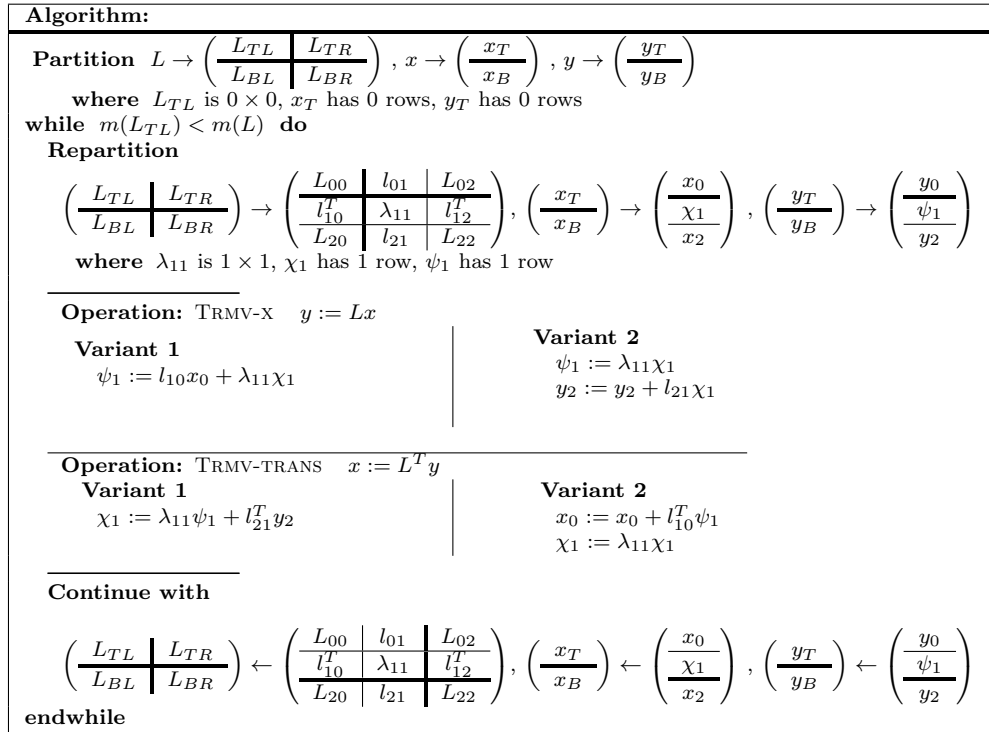 Algorithm:
Partition L → ( L_TL L_TR / L_BL L_BR ) , x → ( x_T / x_B ) , y → ( y_T / y_B )
where L_TL is 0 × 0, x_T has 0 rows, y_T has 0 rows
while m(L_TL) < m(L) do
Repartition
( L_TL L_TR / L_BL L_BR ) → ( L_00 l_01 L_02 / l_10^T λ_11 l_12^T / L_20 l_21 L_22 ), ( x_T / x_B ) → ( x_0 / χ_1 / x_2 ) , ( y_T / y_B ) → ( y_0 / ψ_1 / y_2 )
where λ_11 is 1 × 1, χ_1 has 1 row, ψ_1 has 1 row
Operation: TRMV-X y := Lx
Variant 1
ψ_1 := l_10 x_0 + λ_11 χ_1
Variant 2
ψ_1 := λ_11 χ_1
y_2 := y_2 + l_21 χ_1
Operation: TRMV-TRANS x := L^T y
Variant 1
χ_1 := λ_11 ψ_1 + l_21^T y_2
Variant 2
x_0 := x_0 + l_10^T ψ_1
χ_1 := λ_11 χ_1
Continue with
( L_TL L_TR / L_BL L_BR ) ← ( L_00 l_01 L_02 / l_10^T λ_11 l_12^T / L_20 l_21 L_22 ), ( x_T / x_B ) ← ( x_0 / χ_1 / x_2 ) , ( y_T / y_B ) ← ( y_0 / ψ_1 / y_2 )
endwhile